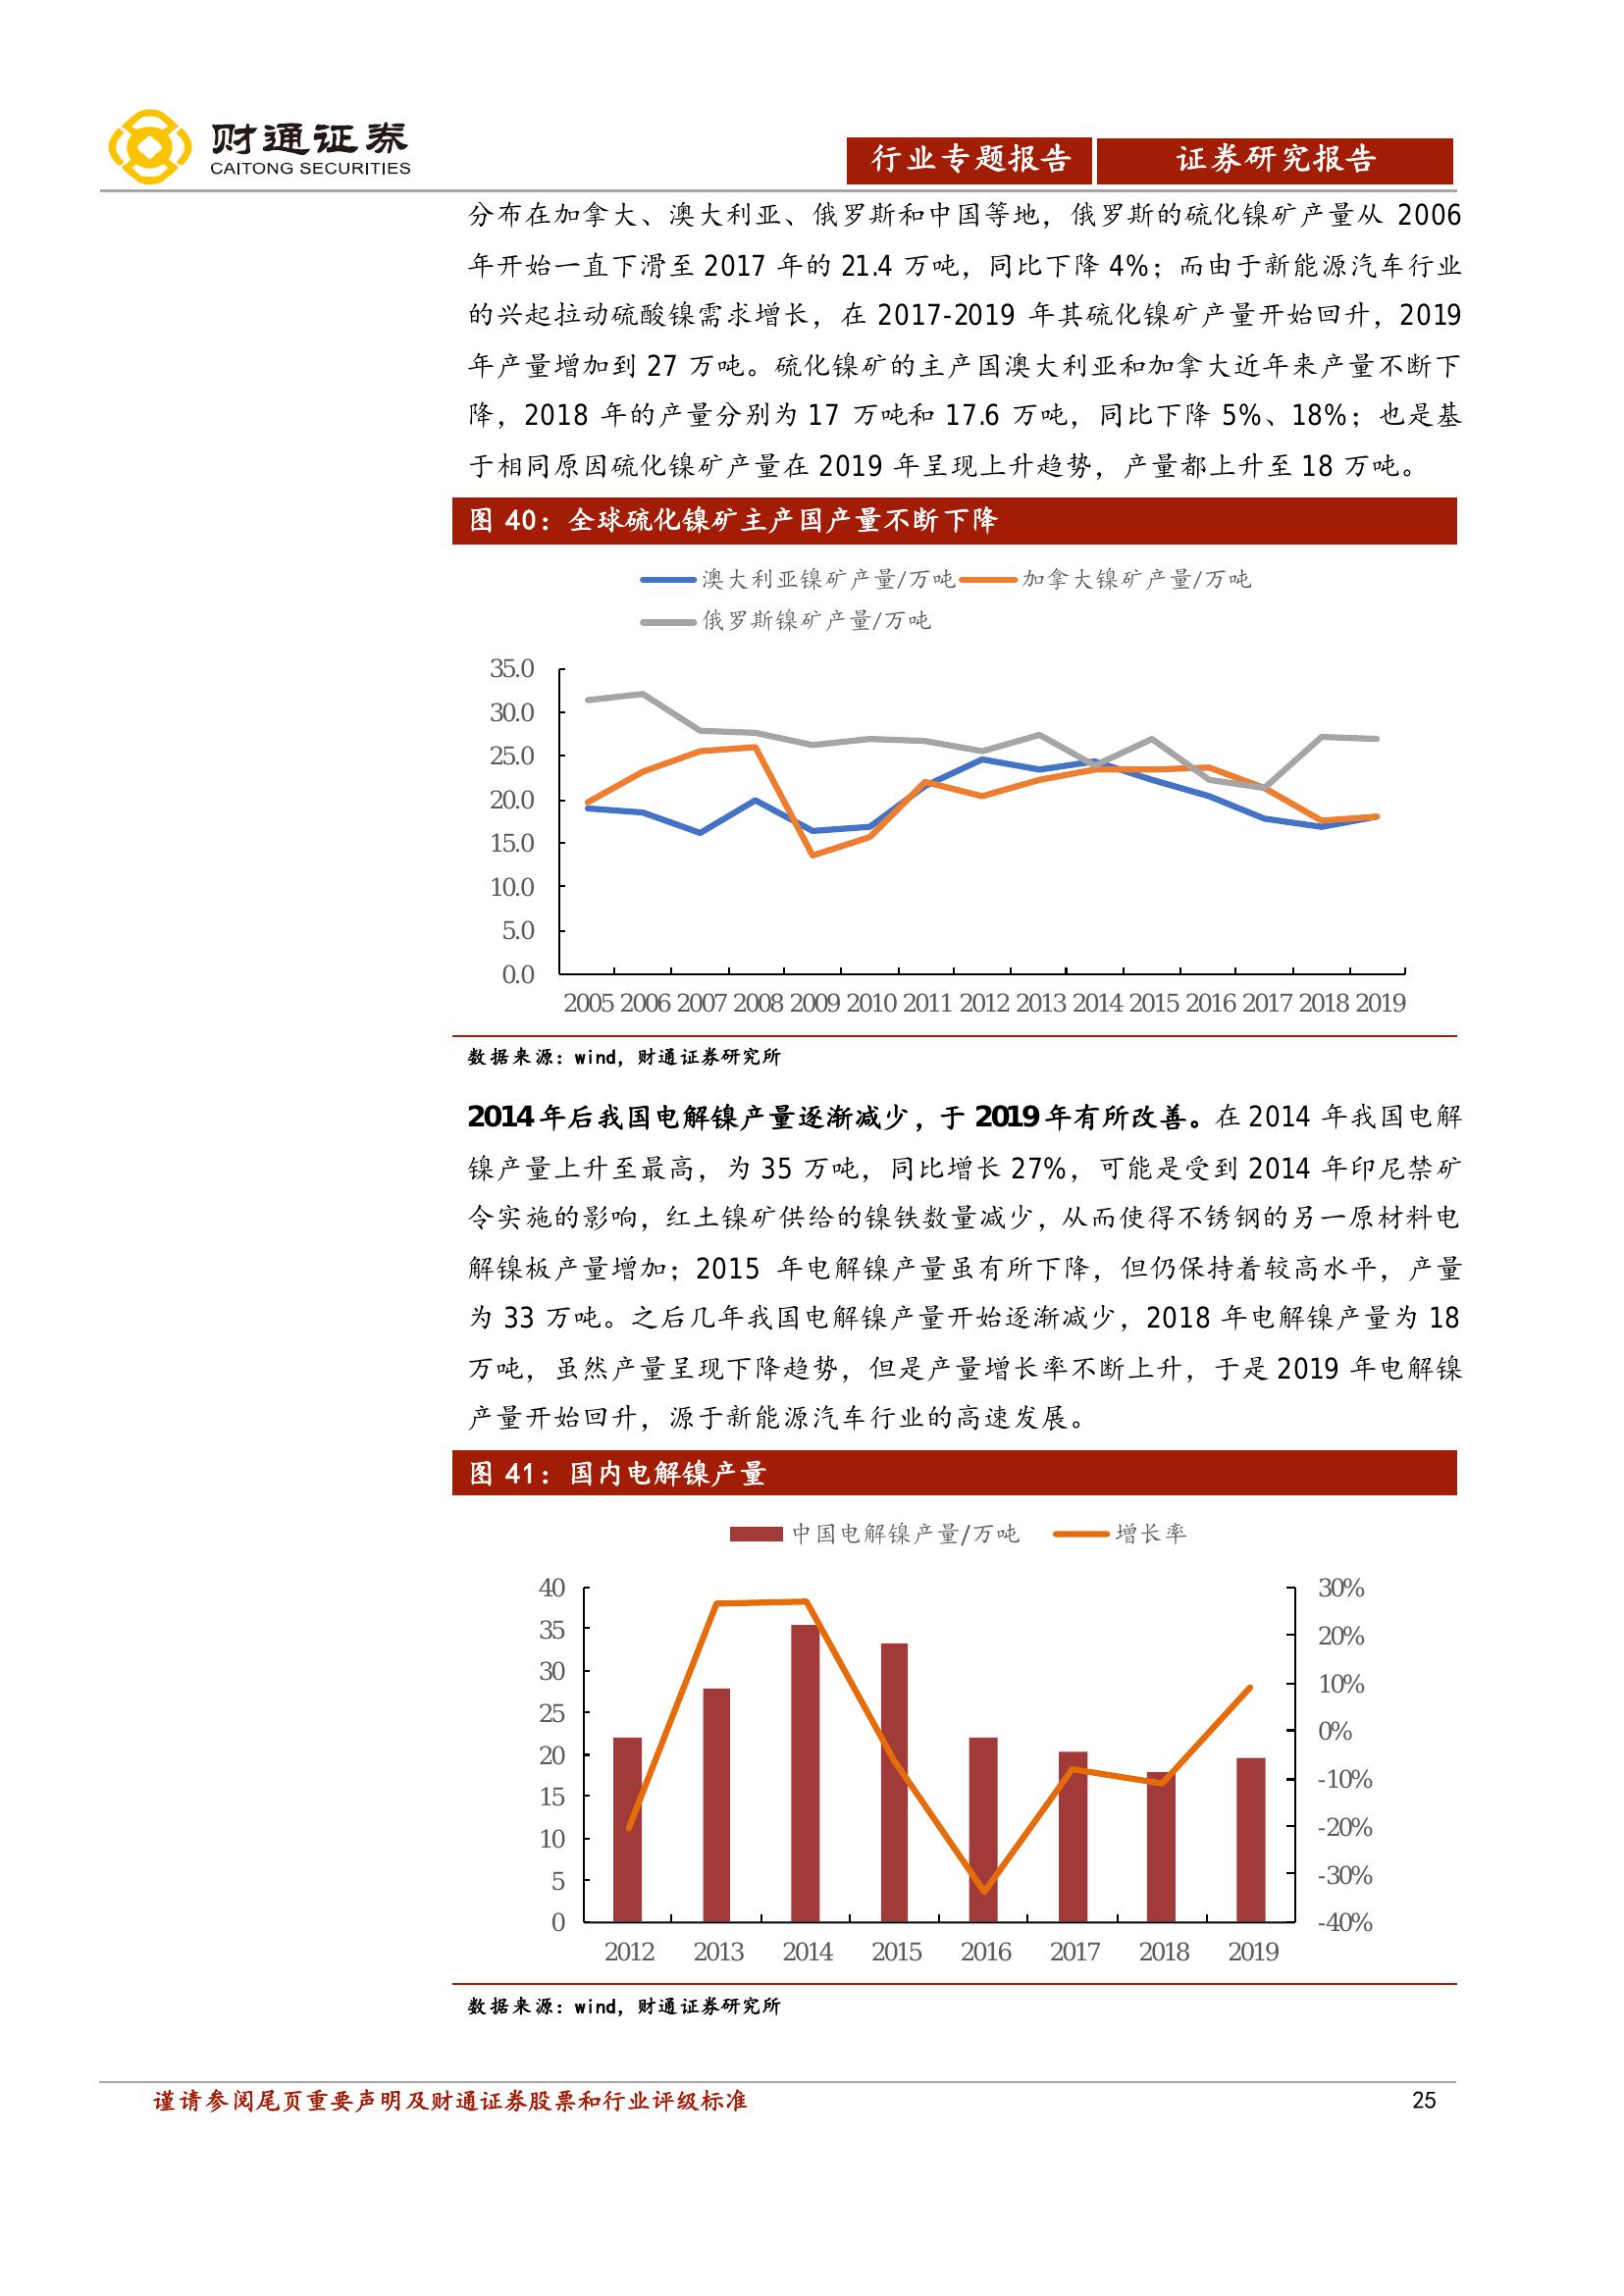 财通证券
CAITONG SECURITIES
行业专题报告 证券研究报告
分布在加拿大、澳大利亚、俄罗斯和中国等地，俄罗斯的硫化镍矿产量从 2006
年开始一直下滑至 2017 年的 21.4 万吨，同比下降 4%；而由于新能源汽车行业
的兴起拉动硫酸镍需求增长，在 2017-2019 年其硫化镍矿产量开始回升，2019
年产量增加到 27 万吨。硫化镍矿的主产国澳大利亚和加拿大近年来产量不断下
降，2018 年的产量分别为 17 万吨和 17.6 万吨，同比下降 5%、18%；也是基
于相同原因硫化镍矿产量在 2019 年呈现上升趋势，产量都上升至 18 万吨。
图 40：全球硫化镍矿主产国产量不断下降
澳大利亚镍矿产量/万吨 加拿大镍矿产量/万吨
俄罗斯镍矿产量/万吨
35.0
30.0
25.0
20.0
15.0
10.0
5.0
0.0
2005 2006 2007 2008 2009 2010 2011 2012 2013 2014 2015 2016 2017 2018 2019
数据来源：wind，财通证券研究所
2014 年后我国电解镍产量逐渐减少，于 2019 年有所改善。在 2014 年我国电解
镍产量上升至最高，为 35 万吨，同比增长 27%，可能是受到 2014 年印尼禁矿
令实施的影响，红土镍矿供给的镍铁数量减少，从而使得不锈钢的另一原材料电
解镍板产量增加；2015 年电解镍产量虽有所下降，但仍保持着较高水平，产量
为 33 万吨。之后几年我国电解镍产量开始逐渐减少，2018 年电解镍产量为 18
万吨，虽然产量呈现下降趋势，但是产量增长率不断上升，于是 2019 年电解镍
产量开始回升，源于新能源汽车行业的高速发展。
图 41：国内电解镍产量
中国电解镍产量/万吨 增长率
40 30%
35 20%
30 10%
25 0%
20 -10%
15 -20%
10 -30%
5 -40%
0
2012 2013 2014 2015 2016 2017 2018 2019
数据来源：wind，财通证券研究所
谨请参阅尾页重要声明及财通证券股票和行业评级标准 25